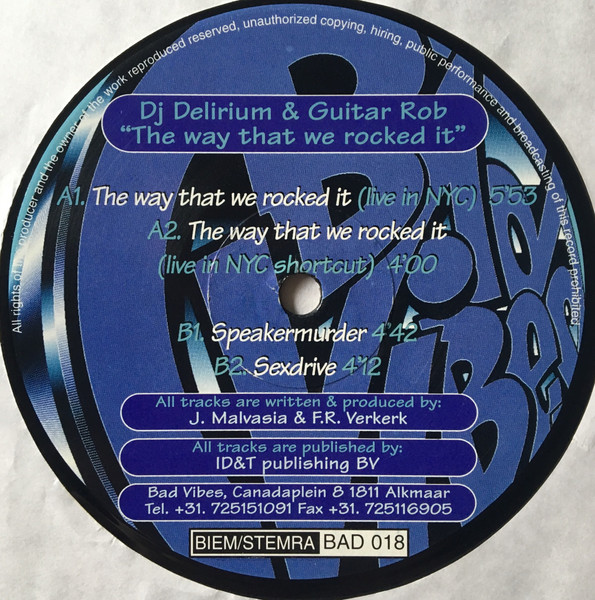 All rights of the producer and the owner of the work reproduced reserved, unauthorized copying, hiring, public performance and broadcasting of this record prohibited
Dj Delirium & Guitar Rob
"The way that we rocked it"
A1. The way that we rocked it (live in NYC) 5'53
A2. The way that we rocked it
(live in NYC shortcut) 4'00
B1. Speakermurder 4'42
B2. Sexdrive 4'12
All tracks are written & produced by:
J. Malvasia & F.R. Verkerk
All tracks are published by:
ID&T publishing BV
Bad Vibes, Canadaplein 8 1811 Alkmaar
Tel. +31. 725151091 Fax +31. 725116905
BIEM/STEMRA BAD 018